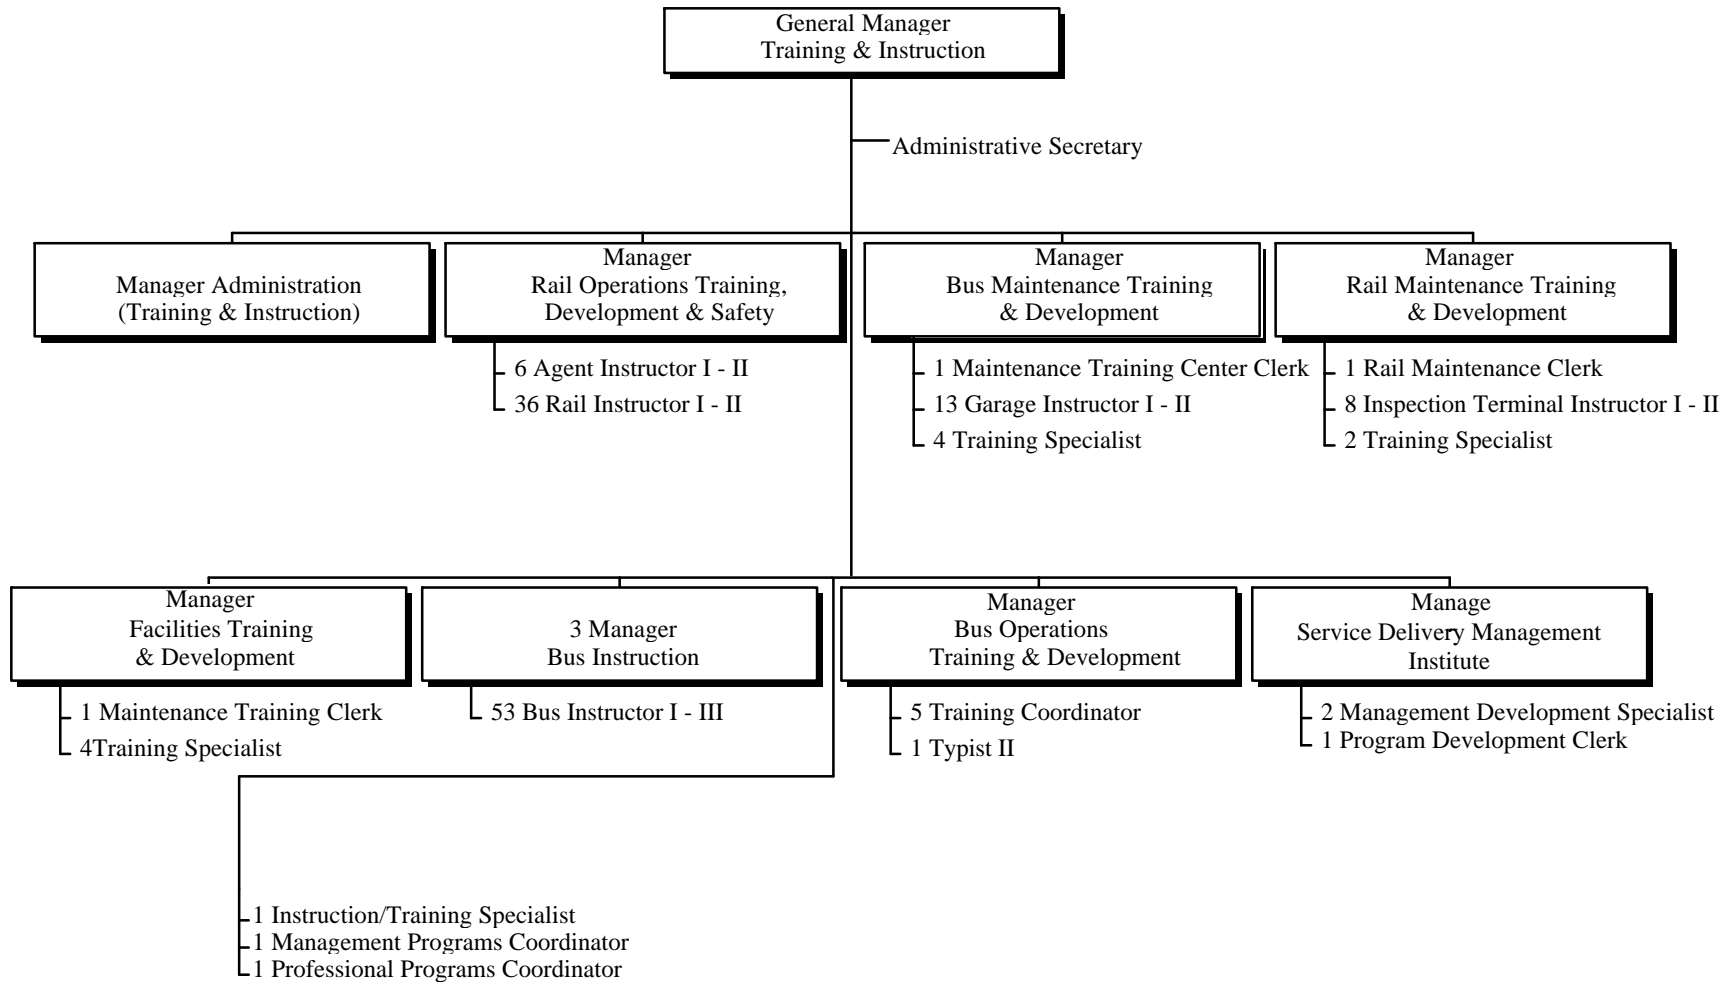 General Manager
Training & Instruction
Administrative Secretary
Manager Administration
(Training & Instruction)
Manager
Rail Operations Training,
Development & Safety
6 Agent Instructor I - II
36 Rail Instructor I - II
Manager
Bus Maintenance Training
& Development
1 Maintenance Training Center Clerk
13 Garage Instructor I - II
4 Training Specialist
Manager
Rail Maintenance Training
& Development
1 Rail Maintenance Clerk
8 Inspection Terminal Instructor I - II
2 Training Specialist
Manager
Facilities Training
& Development
1 Maintenance Training Clerk
4Training Specialist
3 Manager
Bus Instruction
53 Bus Instructor I - III
Manager
Bus Operations
Training & Development
5 Training Coordinator
1 Typist II
Manage
Service Delivery Management
Institute
2 Management Development Specialist
1 Program Development Clerk
1 Instruction/Training Specialist
1 Management Programs Coordinator
1 Professional Programs Coordinator